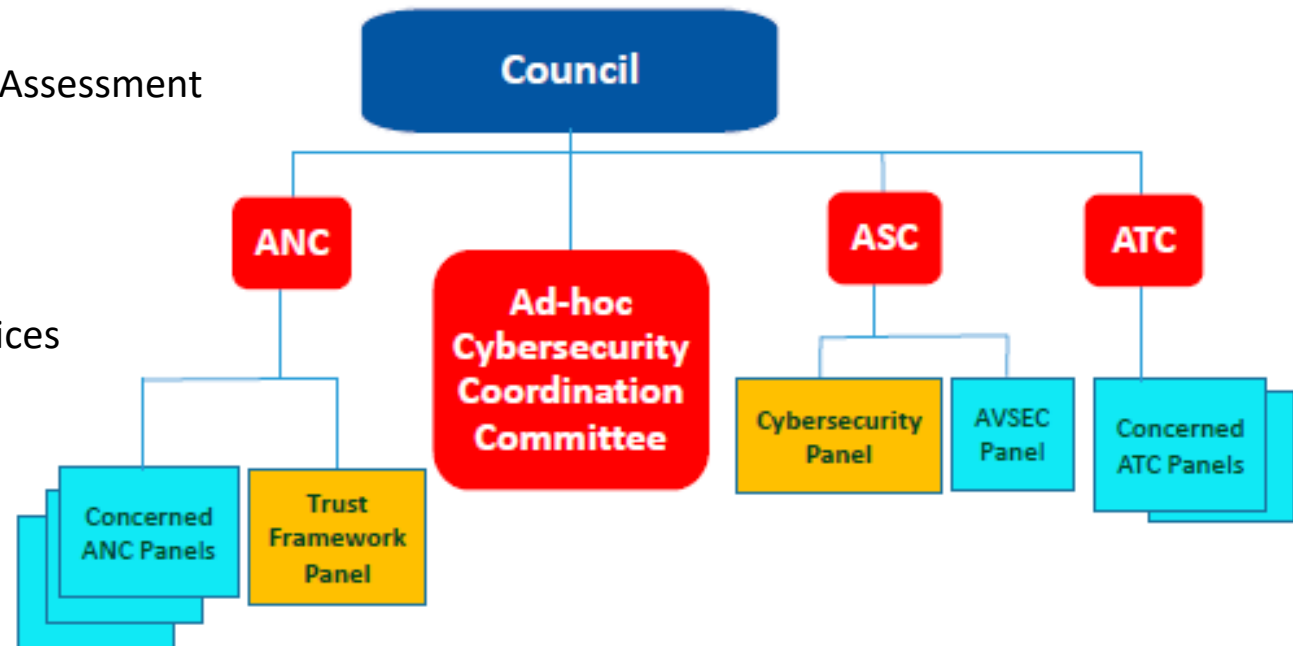 Assessment
Council
ANC
ASC
ATC
Ad-hoc
Cybersecurity
Coordination
Committee
ices
Cybersecurity
Panel
AVSEC
Panel
Concerned
ATC Panels
Concerned
ANC Panels
Trust
Framework
Panel